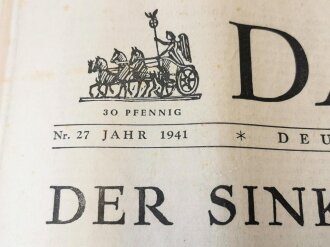 DA
30 PFENNIG
Nr. 27 JAHR 1941 * DEU
DER SINK